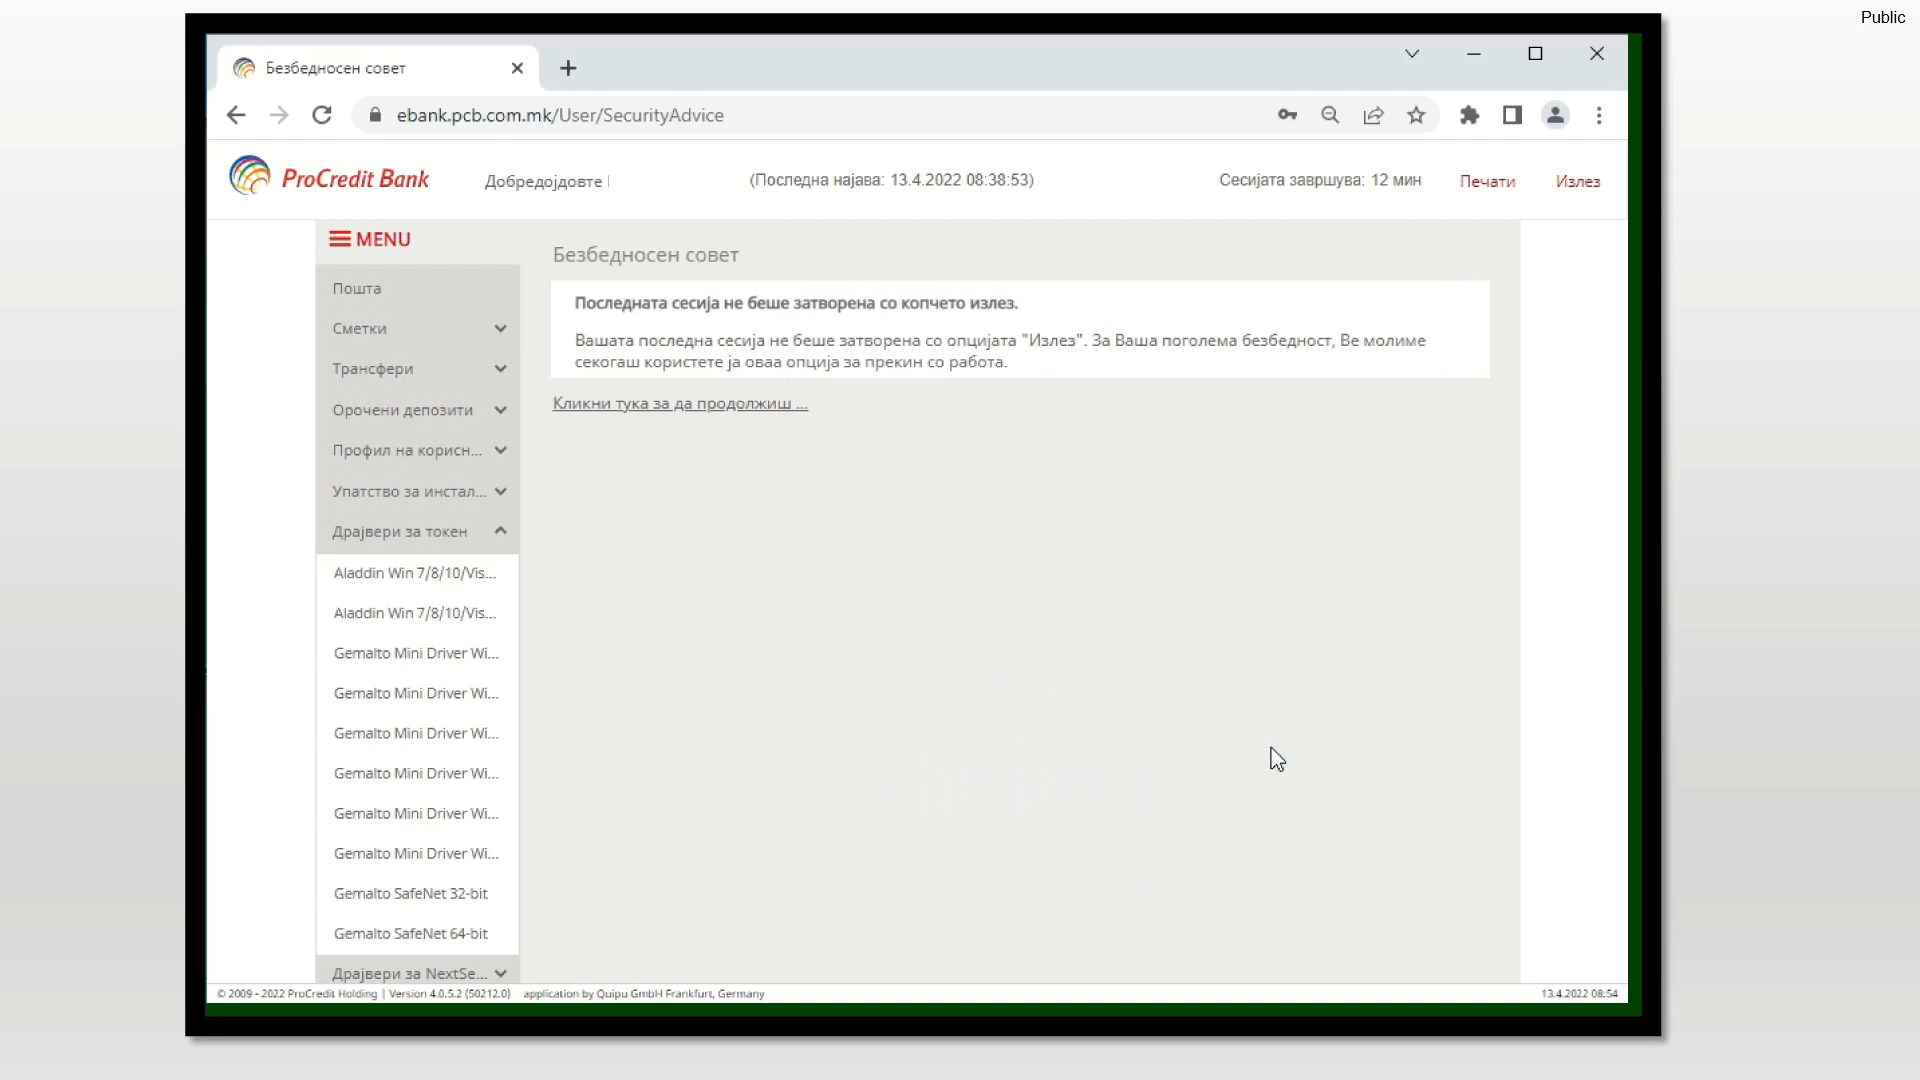 Public
Безбедносен совет
ebank.pcb.com.mk/User/SecurityAdvice
ProCredit Bank
Добредојдовте
(Последна најава: 13.4.2022 08:38:53)
Сесијата завршува: 12 мин
Печати
Излез
MENU
Пошта
Сметки
Трансфери
Орочени депозити
Профил на корисн...
Упатство за инстал...
Драјвери за токен
Aladdin Win 7/8/10/Vis...
Aladdin Win 7/8/10/Vis...
Gemalto Mini Driver Wi...
Gemalto Mini Driver Wi...
Gemalto Mini Driver Wi...
Gemalto Mini Driver Wi...
Gemalto Mini Driver Wi...
Gemalto Mini Driver Wi...
Gemalto SafeNet 32-bit
Gemalto SafeNet 64-bit
Драјвери за NextSe...
Безбедносен совет
Последната сесија не беше затворена со копчето излез.
Вашата последна сесија не беше затворена со опцијата "Излез". За Ваша поголема безбедност, Ве молиме
секогаш користете ја оваа опција за прекин со работа.
Кликни тука за да продолжиш ...
© 2009 - 2022 ProCredit Holding | Version 4.0.5.2 (50212.0) application by Quipu GmbH Frankfurt, Germany
13.4.2022 08:54